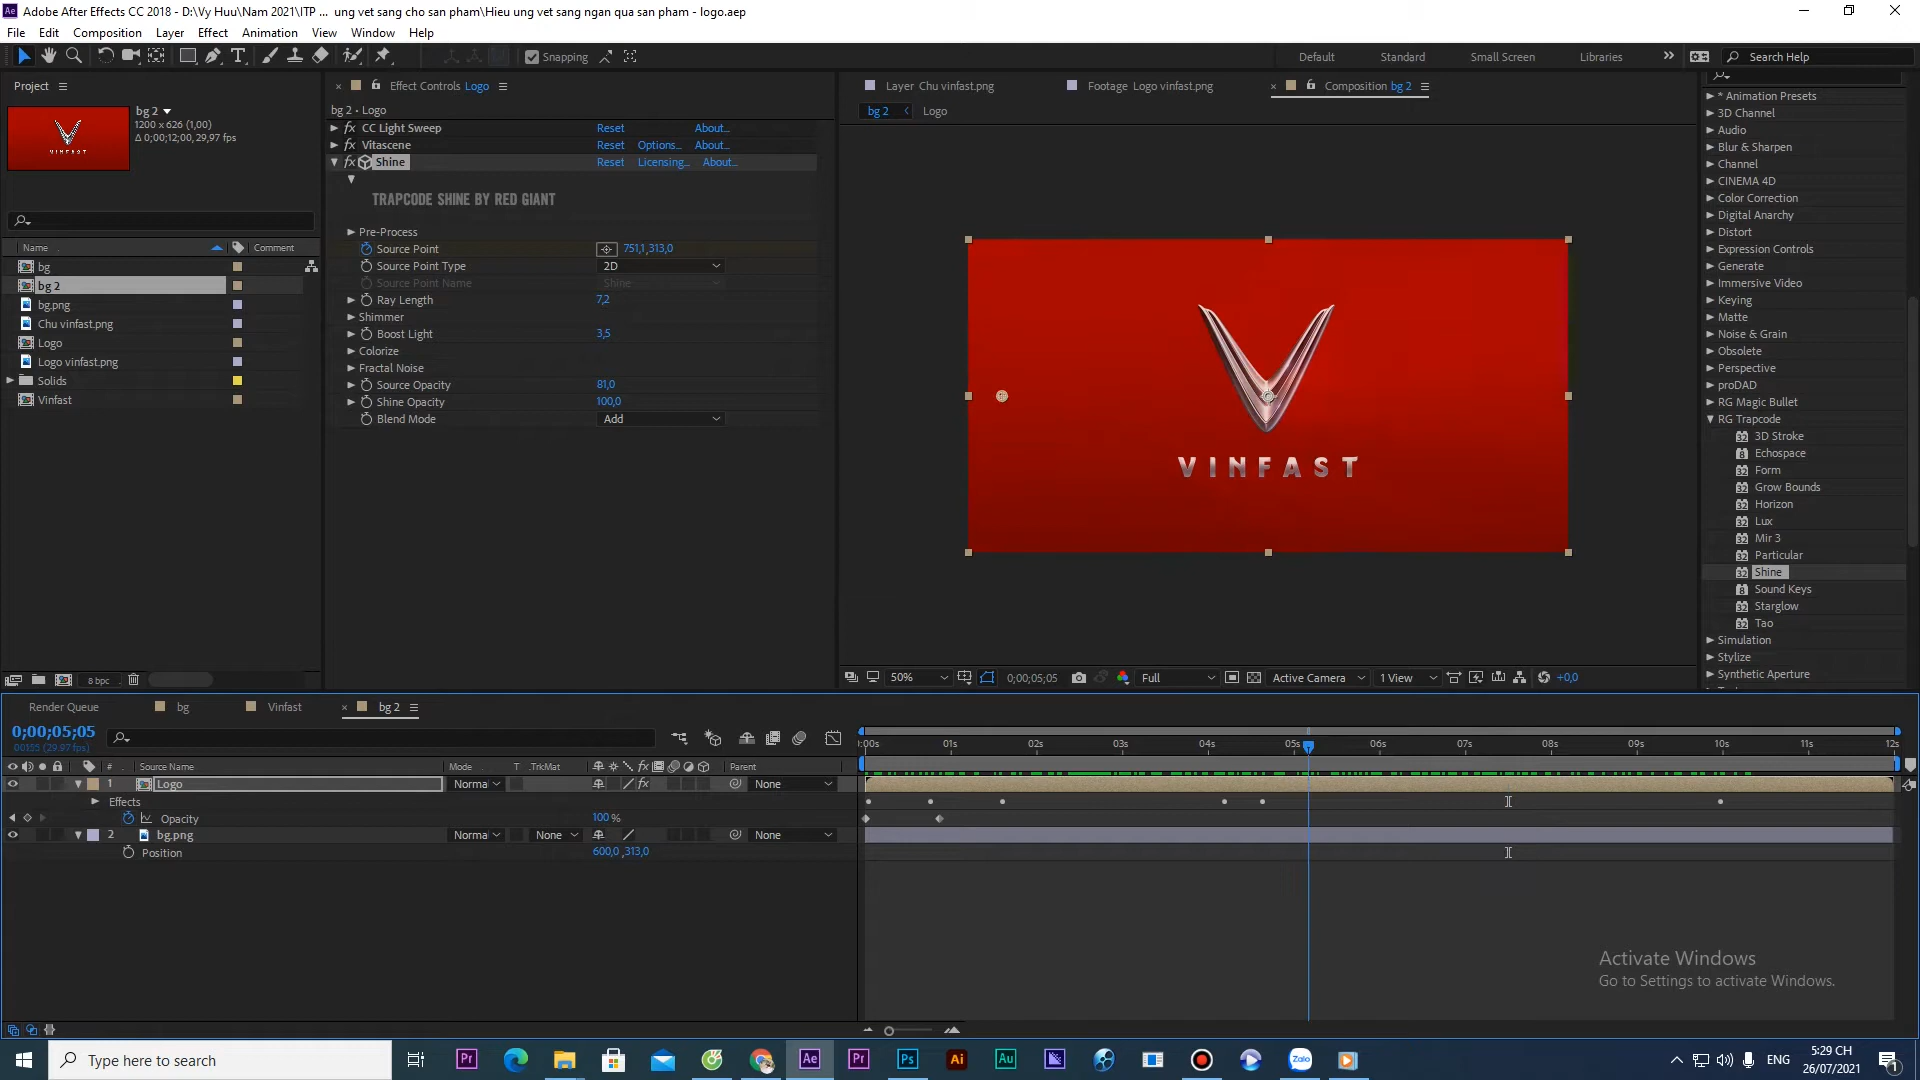 Adobe After Effects CC 2018 - D:\Vy Huu\Nam 2021\ITP ... ung vet sang cho san pham\Hieu ung vet sang ngan qua san pham - logo.aep
File Edit Composition Layer Effect Animation View Window Help
Snapping
Default Standard Small Screen Libraries
Search Help
Project
bg 2
1200 x 626 (1,00)
Δ 0;00;12;00, 29,97 fps
Name Comment
bg
bg 2
bg.png
Chu vinfast.png
Logo
Logo vinfast.png
Solids
Vinfast
8 bpc
Effect Controls Logo
bg 2 • Logo
CC Light Sweep Reset About...
Vitascene Reset Options... About...
Shine Reset Licensing... About...
TRAPCODE SHINE BY RED GIANT
Pre-Process
Source Point 751,1,313,0
Source Point Type 2D
Source Point Name Shine
Ray Length 7,2
Shimmer
Boost Light 3,5
Colorize
Fractal Noise
Source Opacity 81,0
Shine Opacity 100,0
Blend Mode Add
Layer Chu vinfast.png
Footage Logo vinfast.png
Composition bg 2
bg 2 Logo
VINFAST
50% 0;00;05;05 Full Active Camera 1 View +0,0
* Animation Presets
3D Channel
Audio
Blur & Sharpen
Channel
CINEMA 4D
Color Correction
Digital Anarchy
Distort
Expression Controls
Generate
Immersive Video
Keying
Matte
Noise & Grain
Obsolete
Perspective
proDAD
RG Magic Bullet
RG Trapcode
3D Stroke
Echospace
Form
Grow Bounds
Horizon
Lux
Mir 3
Particular
Shine
Sound Keys
Starglow
Tao
Simulation
Stylize
Synthetic Aperture
Render Queue bg Vinfast bg 2
0;00;05;05
00155 (29.97 fps)
:00s 01s 02s 03s 04s 05s 06s 07s 08s 09s 10s 11s 12s
# Source Name Mode T .TrkMat Parent
1 Logo Norma None
Effects
Opacity 100 %
2 bg.png Norma None None
Position 600,0,313,0
Activate Windows
Go to Settings to activate Windows.
Type here to search
ENG
5:29 CH
26/07/2021